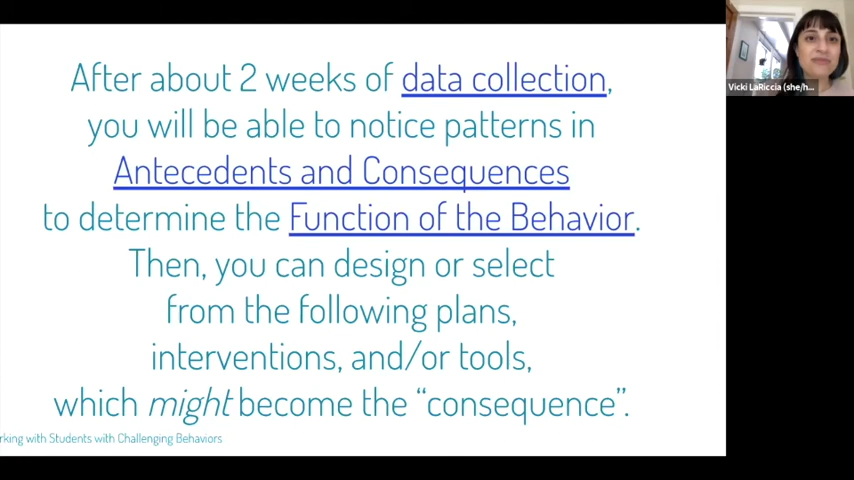 After about 2 weeks of data collection,
you will be able to notice patterns in
Antecedents and Consequences
to determine the Function of the Behavior.
Then, you can design or select
from the following plans,
interventions, and/or tools,
which might become the “consequence”.
rking with Students with Challenging Behaviors
Vicki LaRiccia (she/h...